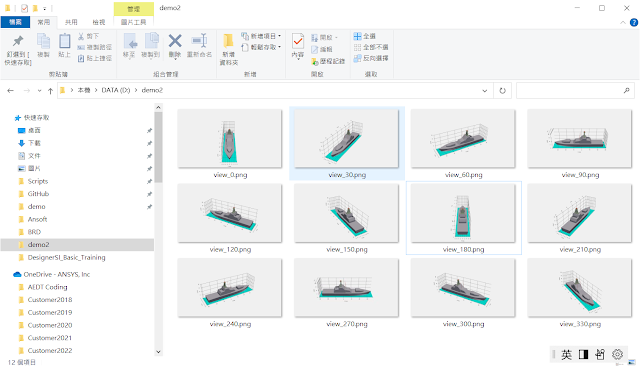 管理
demo2
檔案
常用
共用
檢視
圖片工具
釘選到 [
快速存取]
複製
貼上
剪下
複製路徑
貼上捷徑
剪貼簿
移至
複製到
刪除
重新命名
組合管理
新增
資料夾
新增項目
輕鬆存取
新增
內容
開啟
編輯
歷程記錄
開啟
全選
全部不選
反向選擇
選取
本機 > DATA (D:) > demo2
快速存取
桌面
下載
文件
圖片
Scripts
GitHub
demo
Ansoft
BRD
demo2
DesignerSI_Basic_Training
OneDrive - ANSYS, Inc
AEDT Coding
Customer2018
Customer2019
Customer2020
Customer2021
Customer2022
view_0.png
view_30.png
view_60.png
view_90.png
view_120.png
view_150.png
view_180.png
view_210.png
view_240.png
view_270.png
view_300.png
view_330.png
12 個項目
英